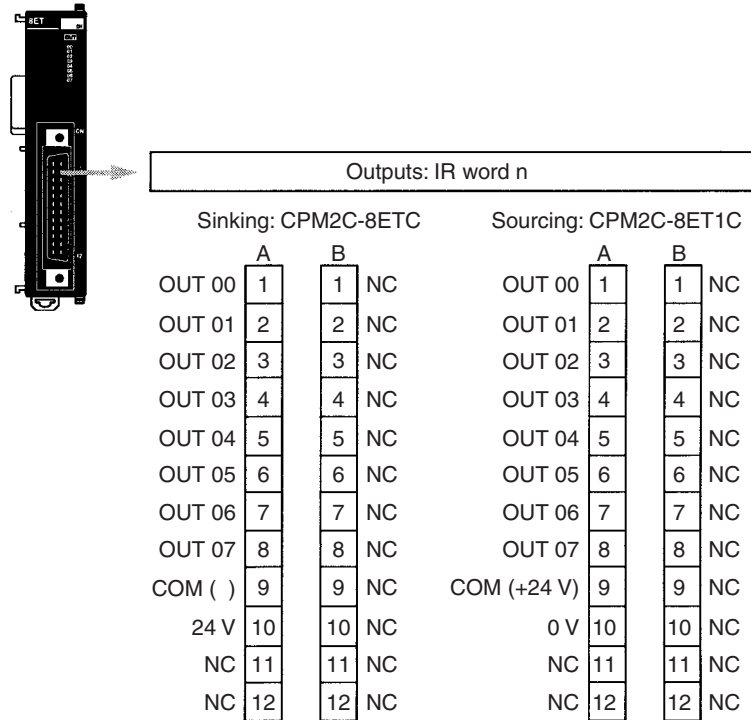 8ET
CN
Outputs: IR word n
Sinking: CPM2C-8ETC Sourcing: CPM2C-8ET1C
A B A B
OUT 00 1 1 NC OUT 00 1 1 NC
OUT 01 2 2 NC OUT 01 2 2 NC
OUT 02 3 3 NC OUT 02 3 3 NC
OUT 03 4 4 NC OUT 03 4 4 NC
OUT 04 5 5 NC OUT 04 5 5 NC
OUT 05 6 6 NC OUT 05 6 6 NC
OUT 06 7 7 NC OUT 06 7 7 NC
OUT 07 8 8 NC OUT 07 8 8 NC
COM ( ) 9 9 NC COM (+24 V) 9 9 NC
24 V 10 10 NC 0 V 10 10 NC
NC 11 11 NC NC 11 11 NC
NC 12 12 NC NC 12 12 NC